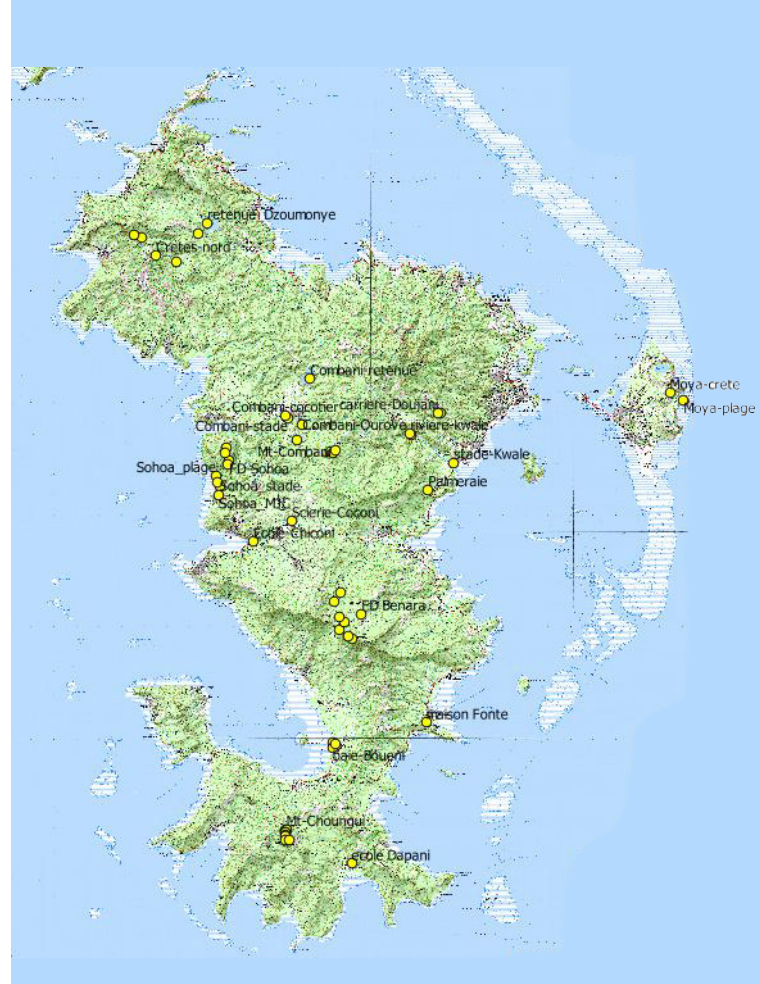 retenue Dzoumonye
Cretes-nord
Combani retenue
Moya-crete
Moya-plage
Combani-cocotier
carriere-Doujani
Combani-stade
Combani-Ourove
riviere-kwale
Mt-Combani
stade-Kwale
Sohoa_plage
FD Sohoa
Sohoa_stade
Palmeraie
Sohoa_MJC
Scierie-Coconi
Ecole-Chiconi
FD Benara
maison Fonte
baie-Boueni
Mt-Choungui
ecole Dapani